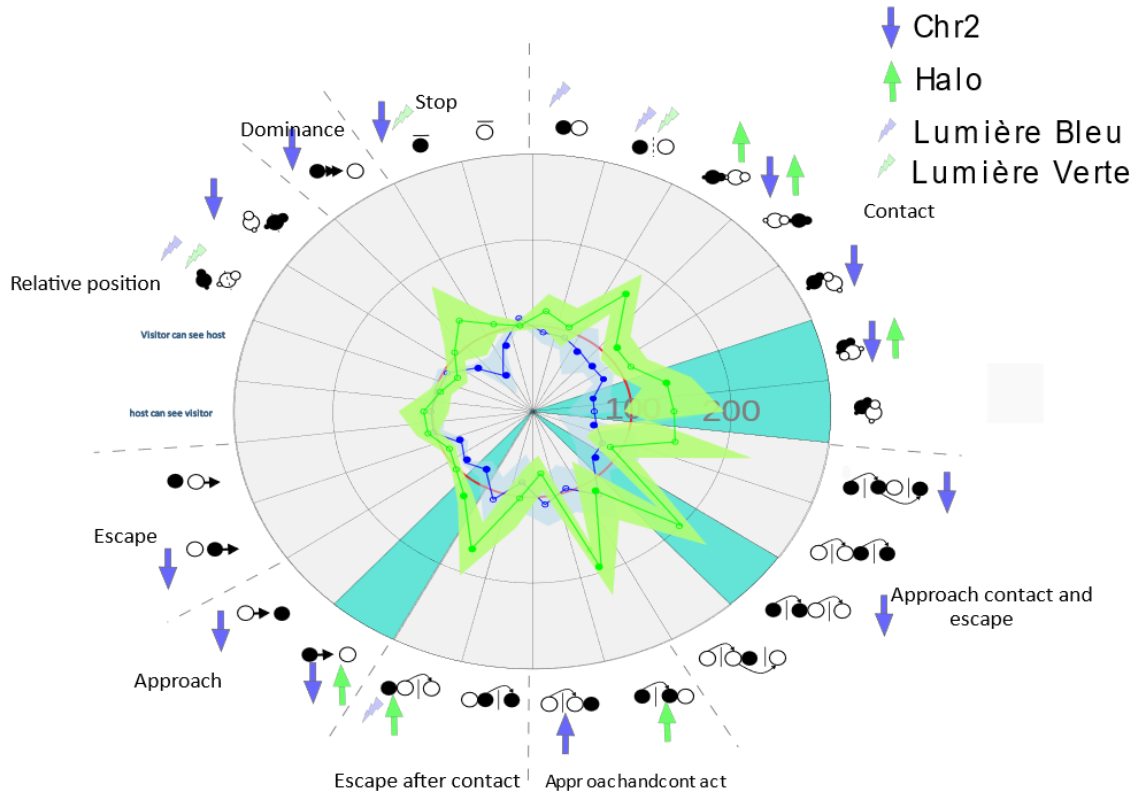 Chr2
Halo
Lumière Bleu
Lumière Verte
Stop
Dominance
Contact
Relative position
Visitor can see host
host can see visitor
100
200
Escape
Approach contact and
escape
Approach
Escape after contact
Approachandcontact